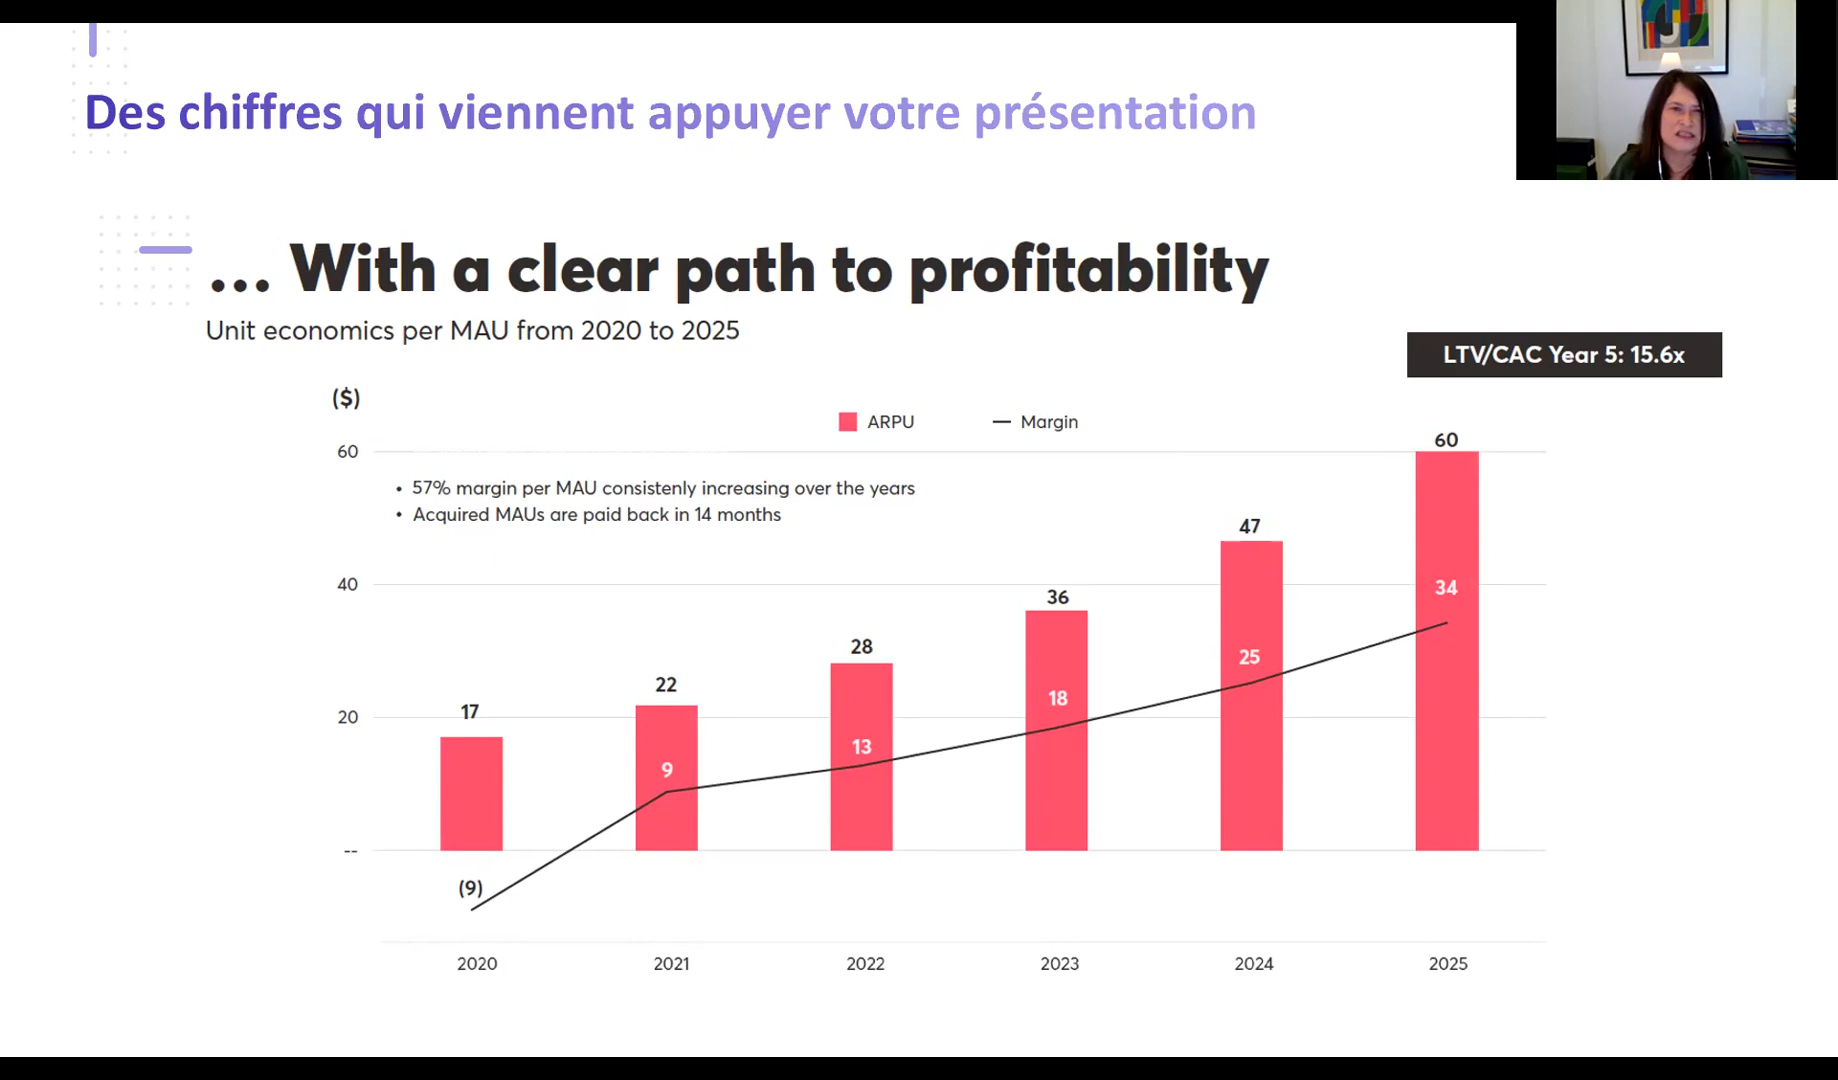 Des chiffres qui viennent appuyer votre présentation
... With a clear path to profitability
Unit economics per MAU from 2020 to 2025
LTV/CAC Year 5: 15.6x
($)
ARPU
Margin
60
40
20
--
• 57% margin per MAU consistenly increasing over the years
• Acquired MAUs are paid back in 14 months
17
22
28
36
47
60
(9)
9
13
18
25
34
2020
2021
2022
2023
2024
2025